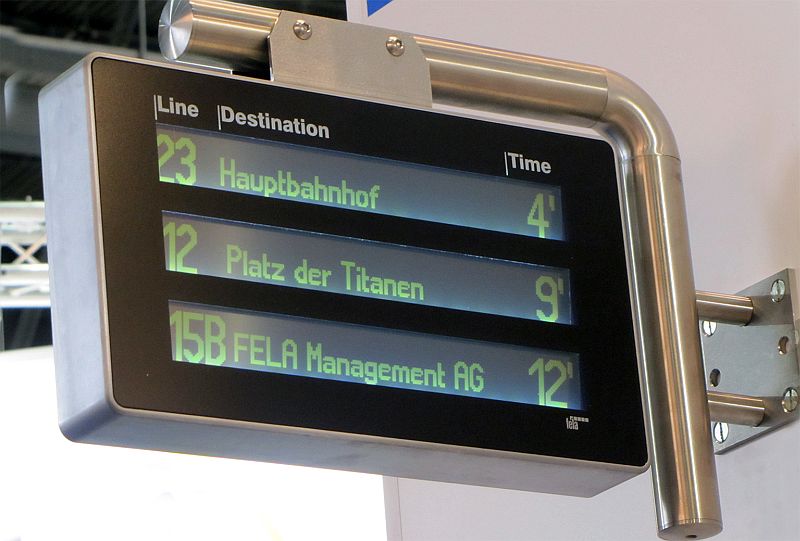 Line Destination Time
23 Hauptbahnhof 4'
12 Platz der Titanen 9'
15B FELA Management AG 12'
fela